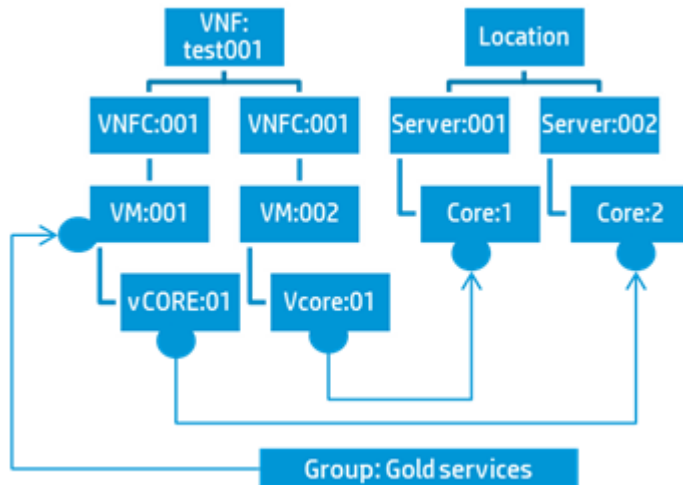 VNF:
test001
Location
VNFC:001
VNFC:001
Server:001
Server:002
VM:001
VM:002
Core:1
Core:2
vCORE:01
Vcore:01
Group: Gold services